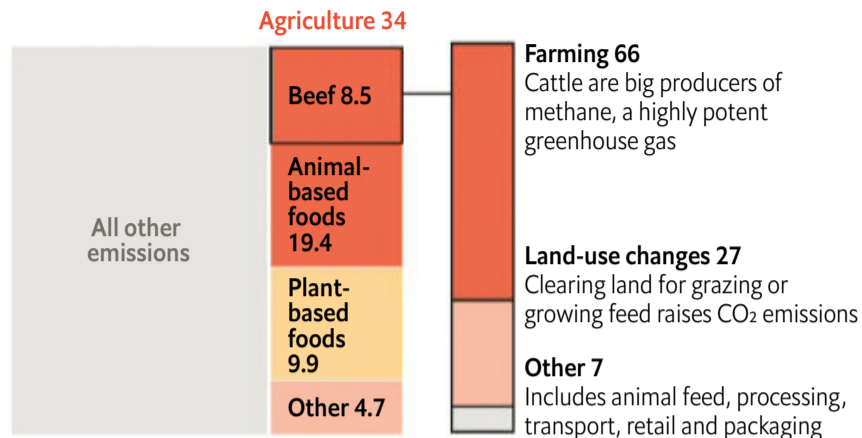 Agriculture 34
All other
emissions
Beef 8.5
Animal-
based
foods
19.4
Plant-
based
foods
9.9
Other 4.7
Farming 66
Cattle are big producers of
methane, a highly potent
greenhouse gas
Land-use changes 27
Clearing land for grazing or
growing feed raises CO₂ emissions
Other 7
Includes animal feed, processing,
transport, retail and packaging